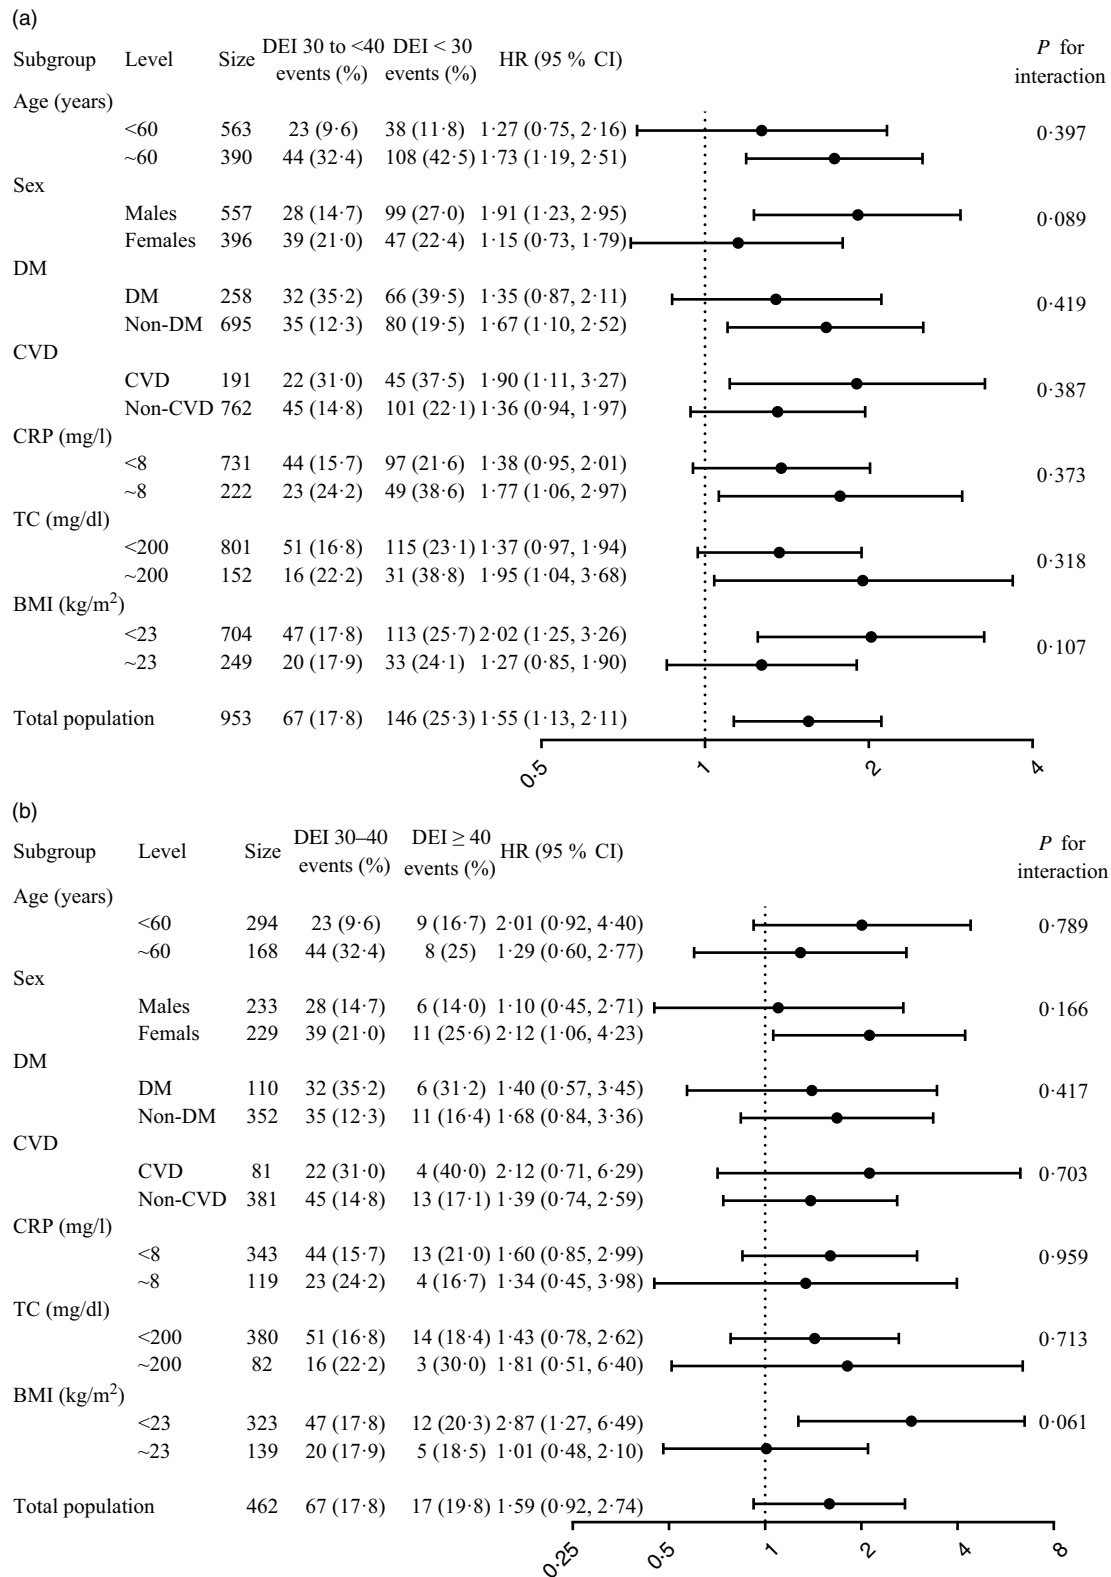 (a)
Subgroup Level Size DEI 30 to <40 events (%) DEI < 30 events (%) HR (95 % CI) P for interaction
Age (years)
<60 563 23 (9·6) 38 (11·8) 1·27 (0·75, 2·16) 0·397
~60 390 44 (32·4) 108 (42·5) 1·73 (1·19, 2·51)
Sex
Males 557 28 (14·7) 99 (27·0) 1·91 (1·23, 2·95) 0·089
Females 396 39 (21·0) 47 (22·4) 1·15 (0·73, 1·79)
DM
DM 258 32 (35·2) 66 (39·5) 1·35 (0·87, 2·11) 0·419
Non-DM 695 35 (12·3) 80 (19·5) 1·67 (1·10, 2·52)
CVD
CVD 191 22 (31·0) 45 (37·5) 1·90 (1·11, 3·27) 0·387
Non-CVD 762 45 (14·8) 101 (22·1) 1·36 (0·94, 1·97)
CRP (mg/l)
<8 731 44 (15·7) 97 (21·6) 1·38 (0·95, 2·01) 0·373
~8 222 23 (24·2) 49 (38·6) 1·77 (1·06, 2·97)
TC (mg/dl)
<200 801 51 (16·8) 115 (23·1) 1·37 (0·97, 1·94) 0·318
~200 152 16 (22·2) 31 (38·8) 1·95 (1·04, 3·68)
BMI (kg/m²)
<23 704 47 (17·8) 113 (25·7) 2·02 (1·25, 3·26) 0·107
~23 249 20 (17·9) 33 (24·1) 1·27 (0·85, 1·90)
Total population 953 67 (17·8) 146 (25·3) 1·55 (1·13, 2·11)
0·5 1 2 4
(b)
Subgroup Level Size DEI 30–40 events (%) DEI ≥ 40 events (%) HR (95 % CI) P for interaction
Age (years)
<60 294 23 (9·6) 9 (16·7) 2·01 (0·92, 4·40) 0·789
~60 168 44 (32·4) 8 (25) 1·29 (0·60, 2·77)
Sex
Males 233 28 (14·7) 6 (14·0) 1·10 (0·45, 2·71) 0·166
Femals 229 39 (21·0) 11 (25·6) 2·12 (1·06, 4·23)
DM
DM 110 32 (35·2) 6 (31·2) 1·40 (0·57, 3·45) 0·417
Non-DM 352 35 (12·3) 11 (16·4) 1·68 (0·84, 3·36)
CVD
CVD 81 22 (31·0) 4 (40·0) 2·12 (0·71, 6·29) 0·703
Non-CVD 381 45 (14·8) 13 (17·1) 1·39 (0·74, 2·59)
CRP (mg/l)
<8 343 44 (15·7) 13 (21·0) 1·60 (0·85, 2·99) 0·959
~8 119 23 (24·2) 4 (16·7) 1·34 (0·45, 3·98)
TC (mg/dl)
<200 380 51 (16·8) 14 (18·4) 1·43 (0·78, 2·62) 0·713
~200 82 16 (22·2) 3 (30·0) 1·81 (0·51, 6·40)
BMI (kg/m²)
<23 323 47 (17·8) 12 (20·3) 2·87 (1·27, 6·49) 0·061
~23 139 20 (17·9) 5 (18·5) 1·01 (0·48, 2·10)
Total population 462 67 (17·8) 17 (19·8) 1·59 (0·92, 2·74)
0·25 0·5 1 2 4 8